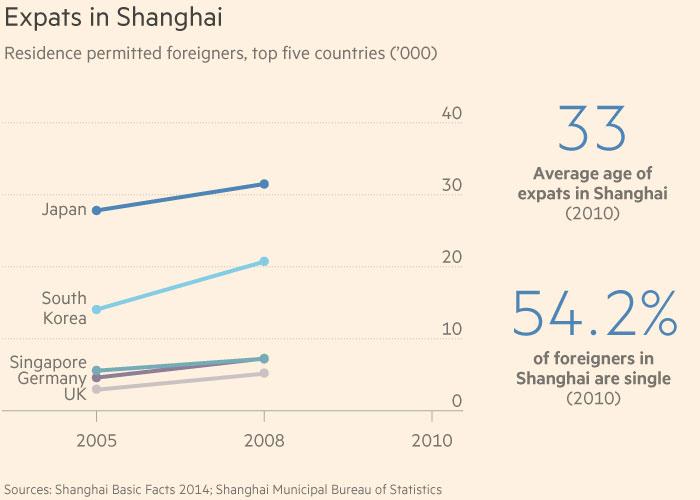 Expats in Shanghai
Residence permitted foreigners, top five countries ('000)
40
30
20
10
0
Japan
South
Korea
Singapore
Germany
UK
2005
2008
2010
33
Average age of
expats in Shanghai
(2010)
54.2%
of foreigners in
Shanghai are single
(2010)
Sources: Shanghai Basic Facts 2014; Shanghai Municipal Bureau of Statistics